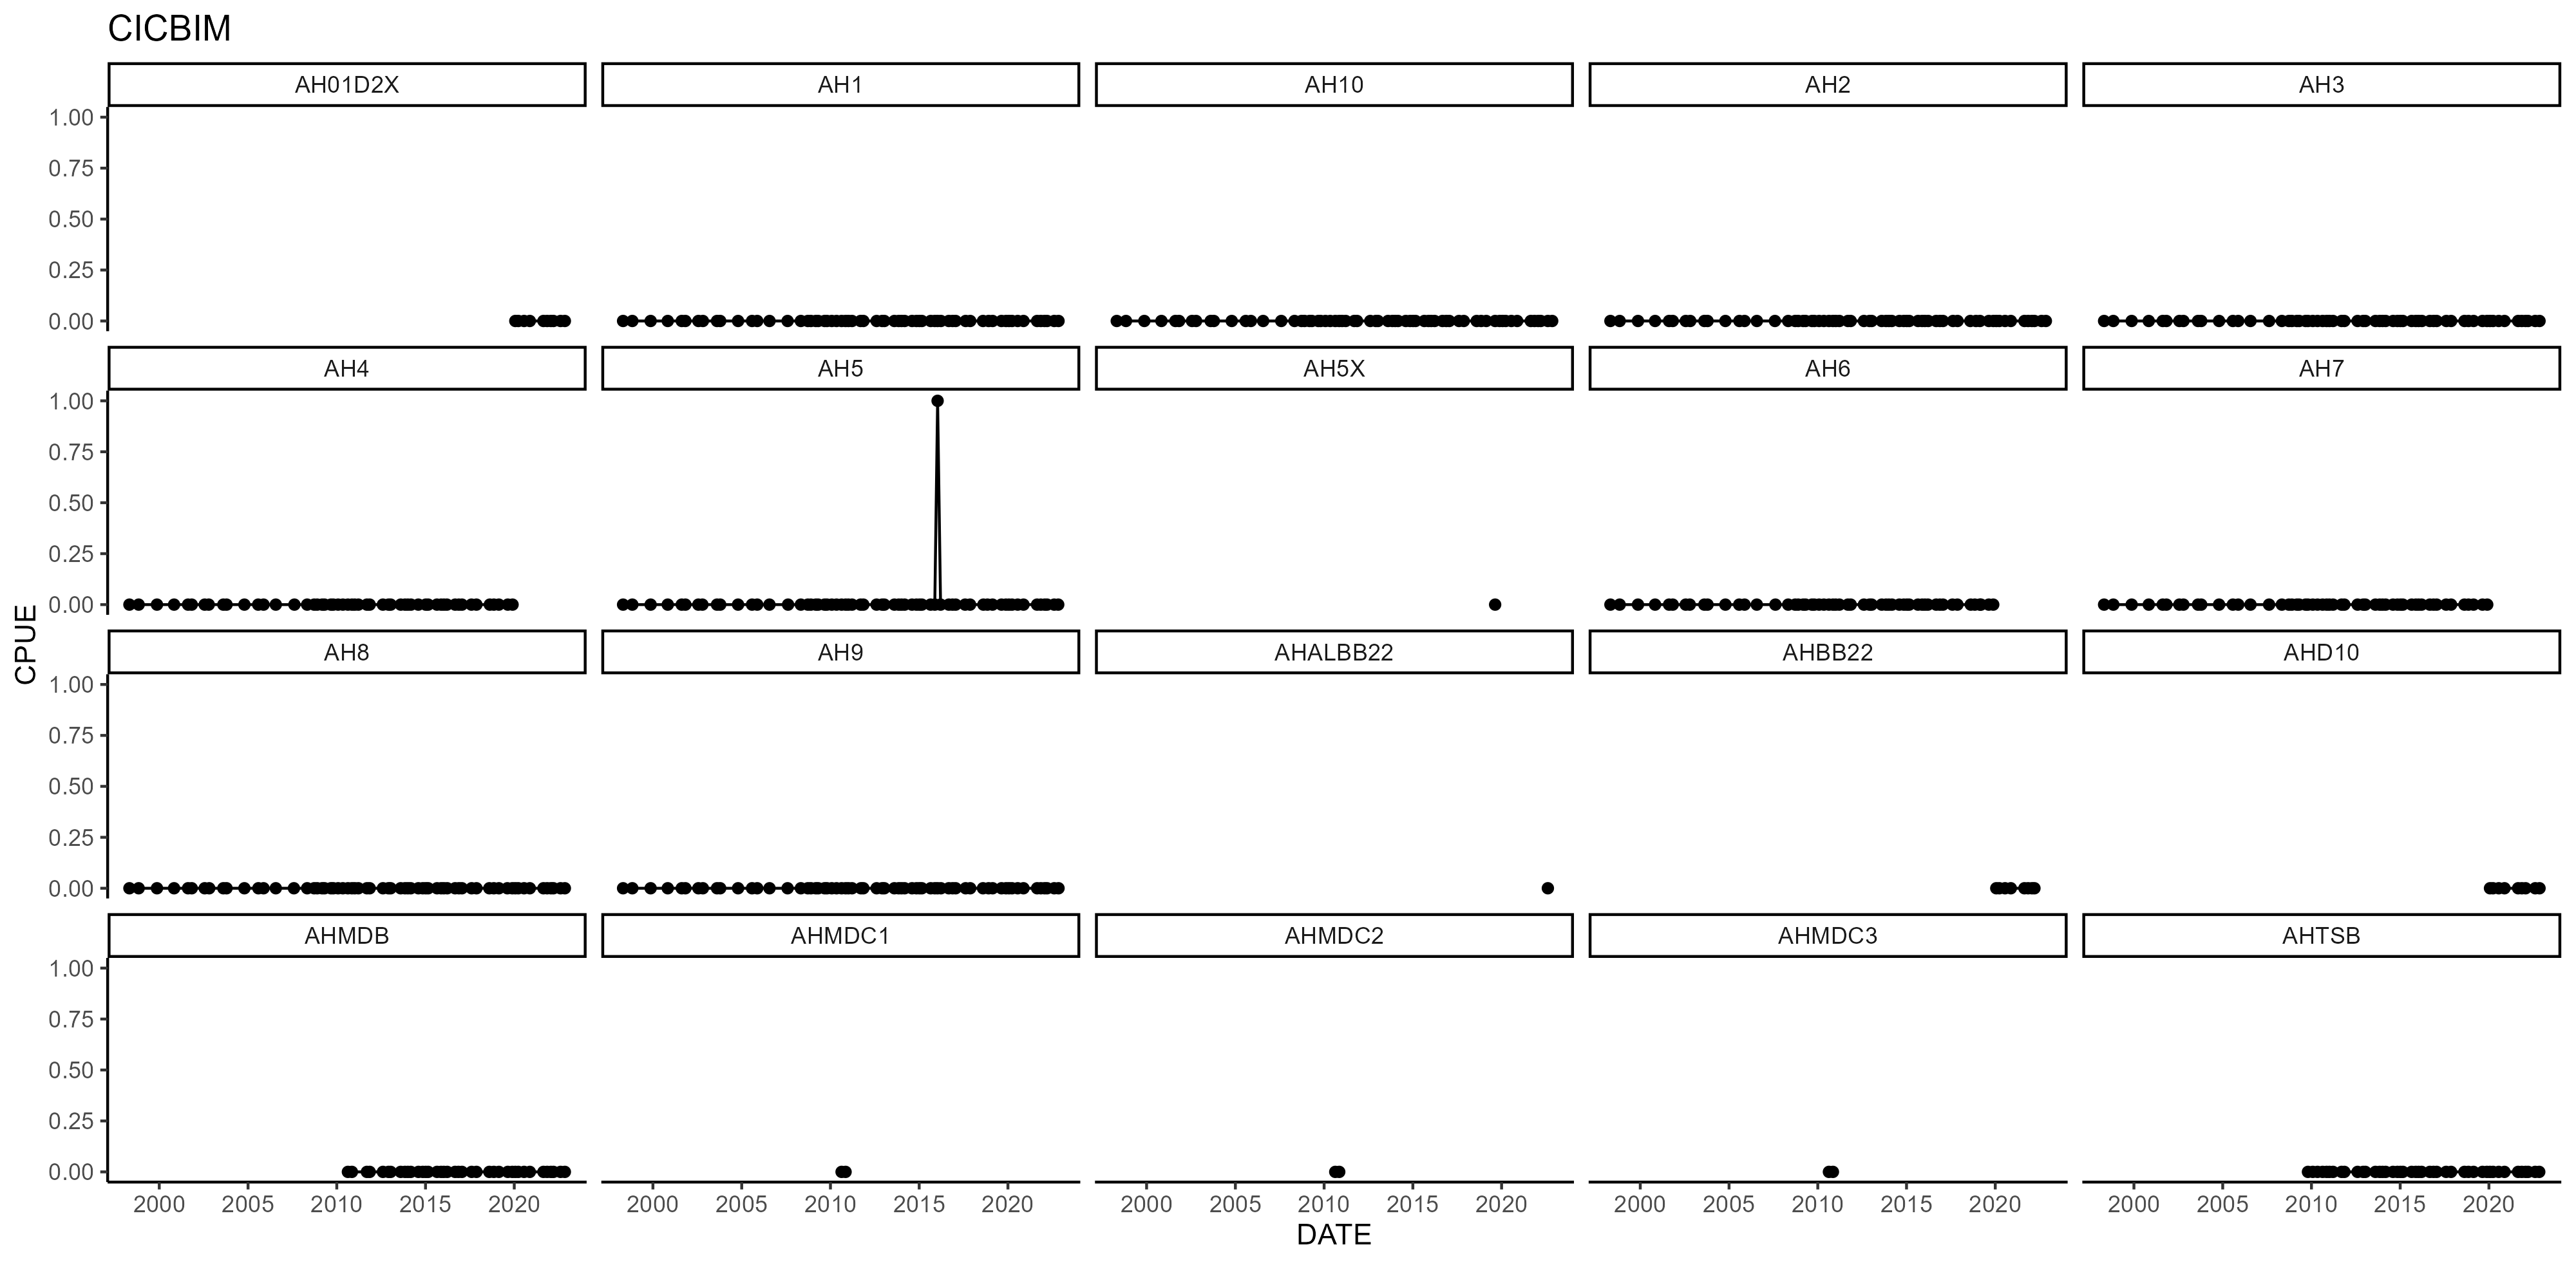 CICBIM
AH01D2X AH1 AH10 AH2 AH3
1.00
0.75
0.50
0.25
0.00
AH4 AH5 AH5X AH6 AH7
1.00
0.75
0.50
0.25
0.00
CPUE
AH8 AH9 AHALBB22 AHBB22 AHD10
1.00
0.75
0.50
0.25
0.00
AHMDB AHMDC1 AHMDC2 AHMDC3 AHTSB
1.00
0.75
0.50
0.25
0.00
2000 2005 2010 2015 2020 2000 2005 2010 2015 2020 2000 2005 2010 2015 2020 2000 2005 2010 2015 2020 2000 2005 2010 2015 2020
DATE